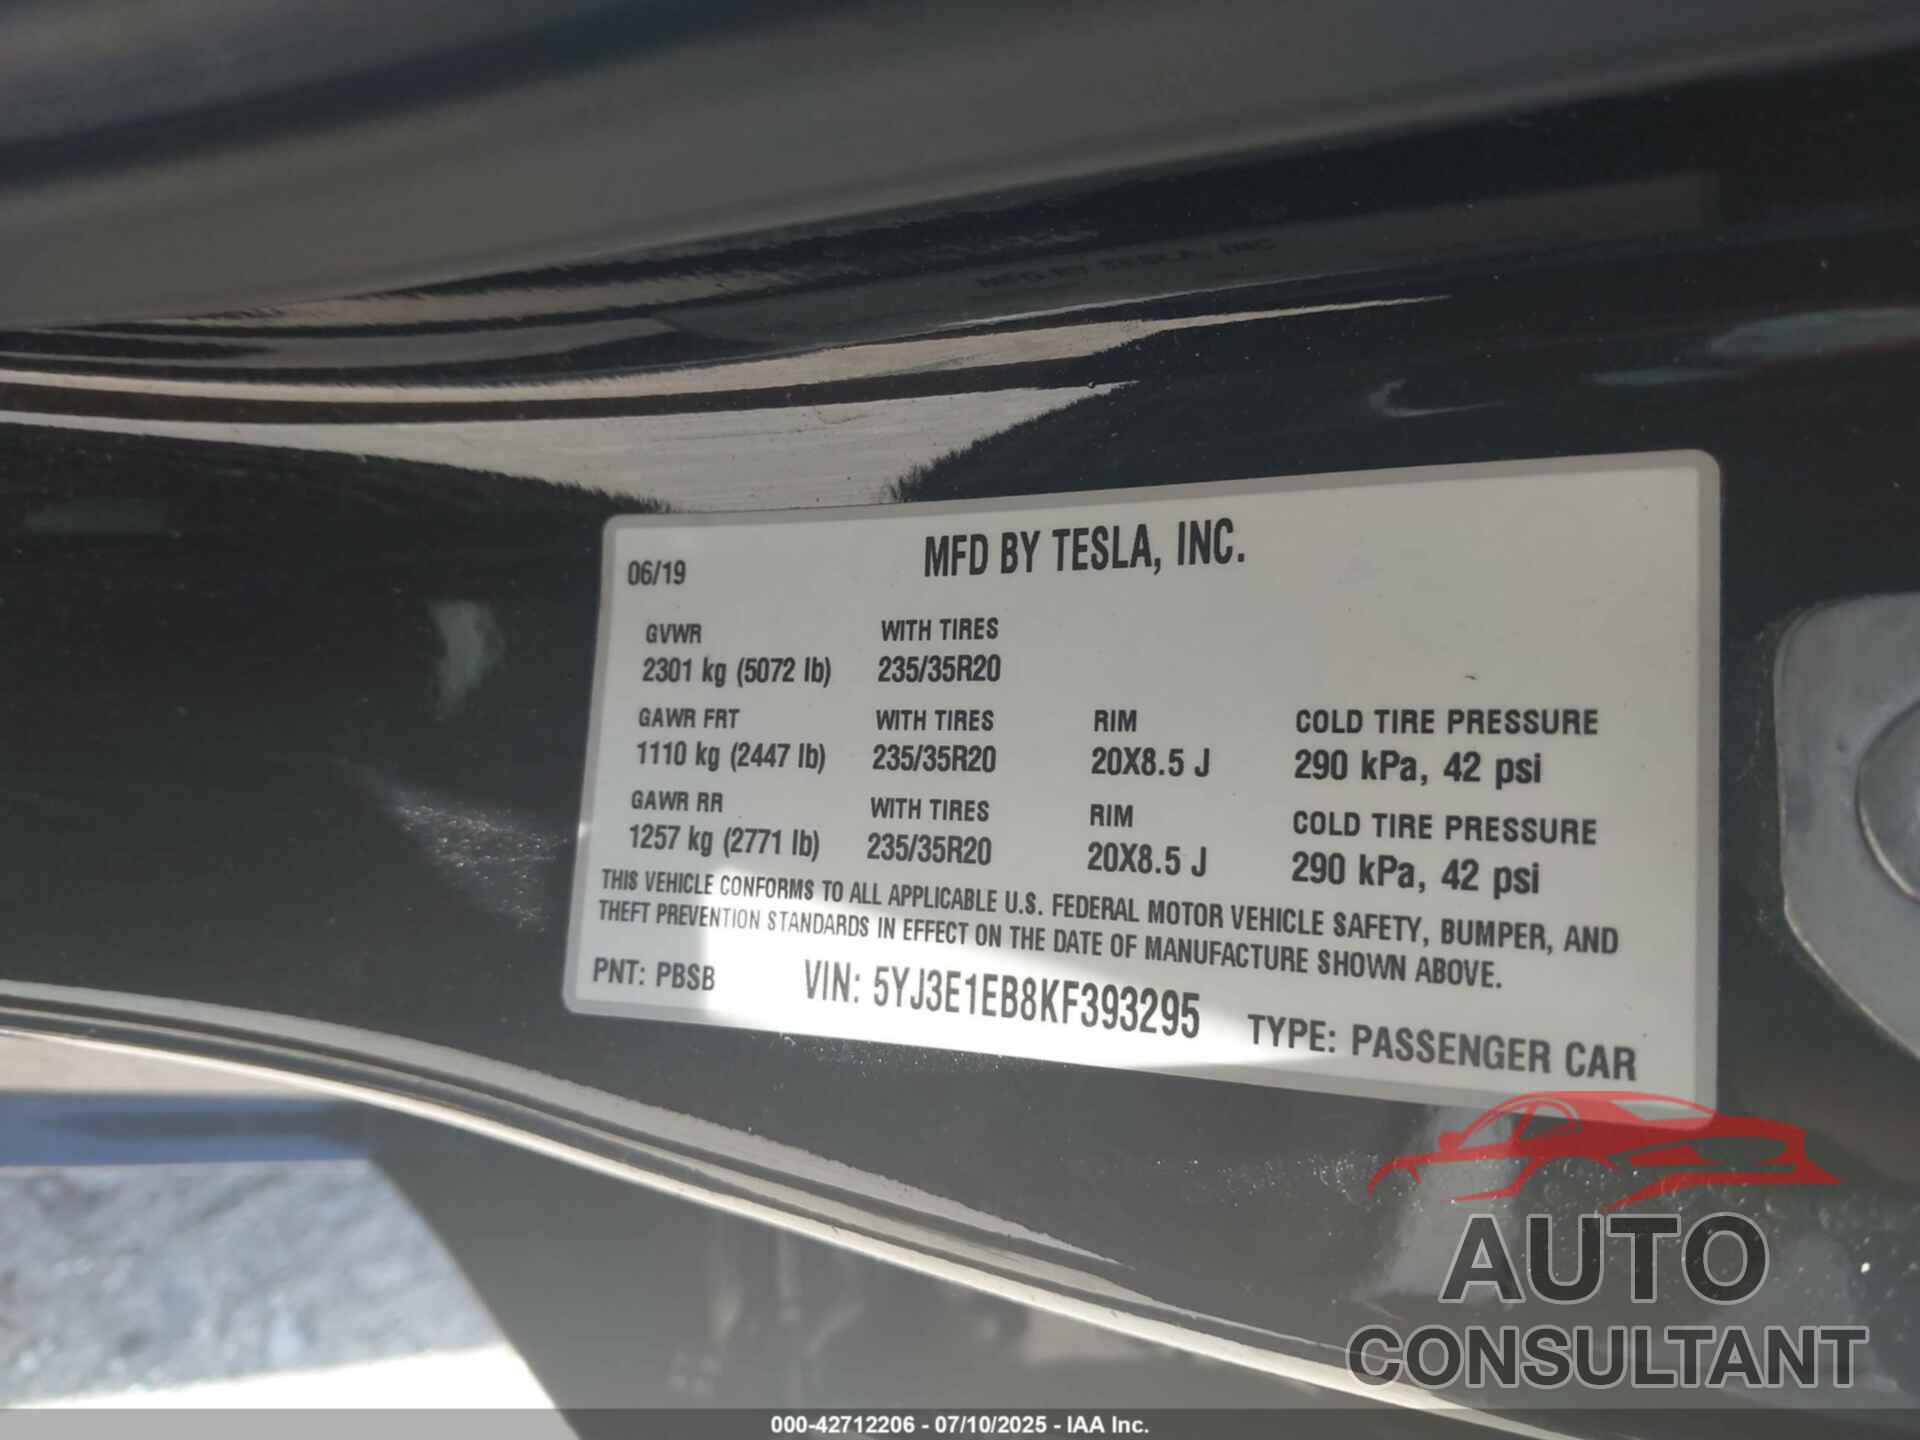 MFD BY TESLA, INC.
06/19
GVWR WITH TIRES
2301 kg (5072 lb) 235/35R20
GAWR FRT WITH TIRES RIM COLD TIRE PRESSURE
1110 kg (2447 lb) 235/35R20 20X8.5 J 290 kPa, 42 psi
GAWR RR WITH TIRES RIM COLD TIRE PRESSURE
1257 kg (2771 lb) 235/35R20 20X8.5 J 290 kPa, 42 psi
THIS VEHICLE CONFORMS TO ALL APPLICABLE U.S. FEDERAL MOTOR VEHICLE SAFETY, BUMPER, AND
THEFT PREVENTION STANDARDS IN EFFECT ON THE DATE OF MANUFACTURE SHOWN ABOVE.
PNT: PBSB VIN: 5YJ3E1EB8KF393295 TYPE: PASSENGER CAR
AUTO
CONSULTANT
000-42712206 - 07/10/2025 - IAA Inc.